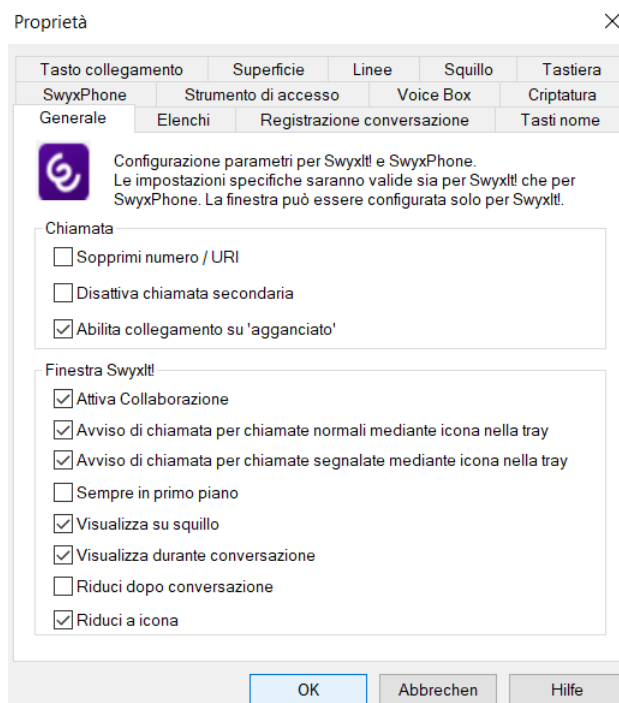 Proprietà
Tasto collegamento Superficie Linee Squillo Tastiera
SwyxPhone Strumento di accesso Voice Box Criptatura
Generale Elenchi Registrazione conversazione Tasti nome
Configurazione parametri per SwyxIt! e SwyxPhone.
Le impostazioni specifiche saranno valide sia per SwyxIt! che per
SwyxPhone. La finestra può essere configurata solo per SwyxIt!.
Chiamata
Sopprimi numero / URI
Disattiva chiamata secondaria
Abilita collegamento su 'agganciato'
Finestra SwyxIt!
Attiva Collaborazione
Avviso di chiamata per chiamate normali mediante icona nella tray
Avviso di chiamata per chiamate segnalate mediante icona nella tray
Sempre in primo piano
Visualizza su squillo
Visualizza durante conversazione
Riduci dopo conversazione
Riduci a icona
OK Abbrechen Hilfe